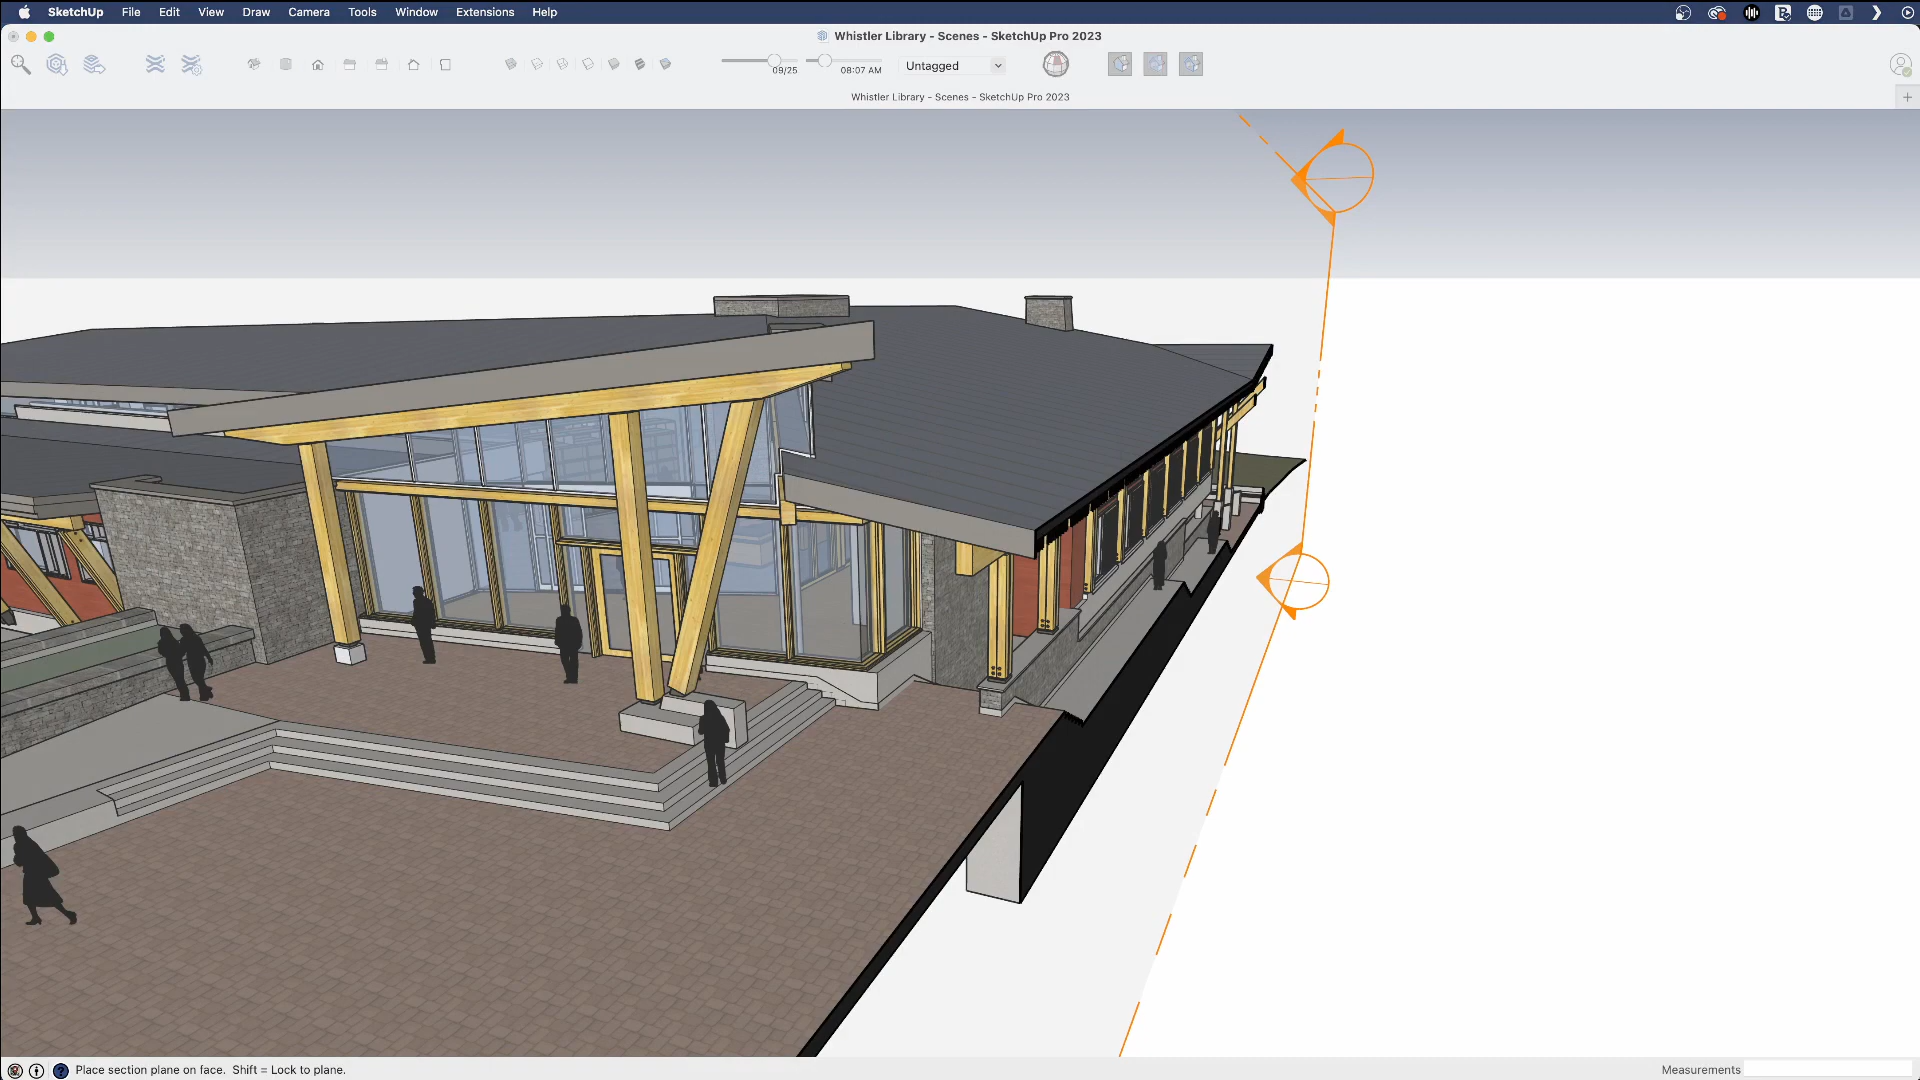 SketchUp File Edit View Draw Camera Tools Window Extensions Help
Whistler Library - Scenes - SketchUp Pro 2023
09/25 08:07 AM Untagged
Whistler Library - Scenes - SketchUp Pro 2023
Place section plane on face. Shift = Lock to plane. Measurements